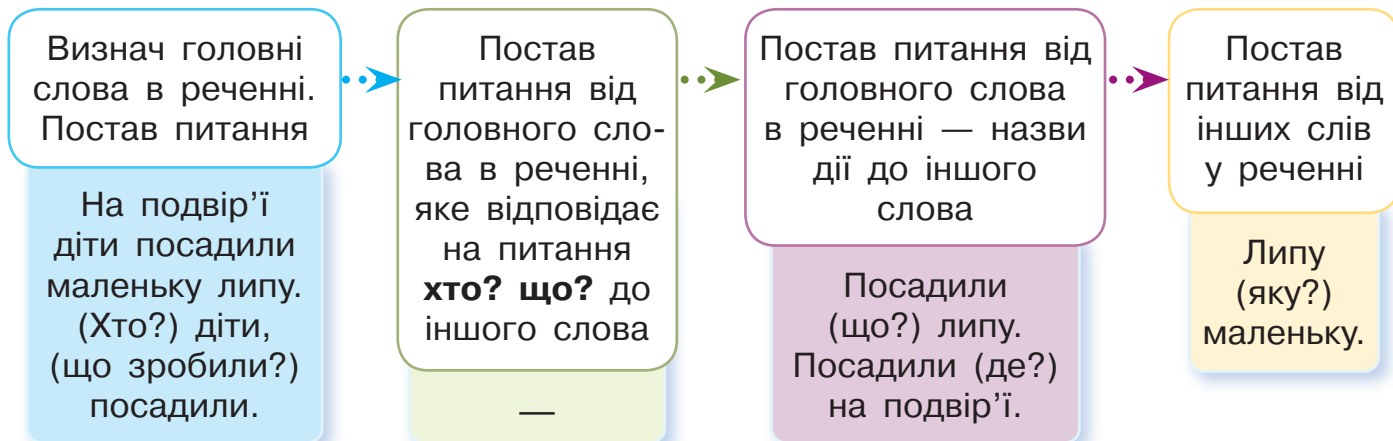 Визнач головні
слова в реченні.
Постав питання
На подвір’ї
діти посадили
маленьку липу.
(Хто?) діти,
(що зробили?)
посадили.
Постав
питання від
головного сло-
ва в реченні,
яке відповідає
на питання
хто? що? до
іншого слова
—
Постав питання від
головного слова
в реченні — назви
дії до іншого
слова
Посадили
(що?) липу.
Посадили (де?)
на подвір’ї.
Постав
питання від
інших слів
у реченні
Липу
(яку?)
маленьку.